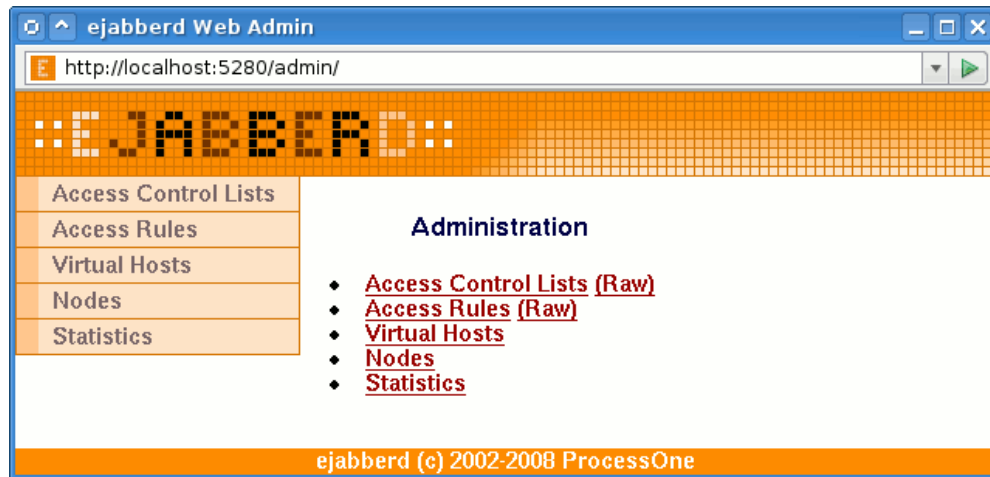 ejabberd Web Admin
http://localhost:5280/admin/
::EJABBERD::
Access Control Lists
Access Rules
Virtual Hosts
Nodes
Statistics
Administration
Access Control Lists (Raw)
Access Rules (Raw)
Virtual Hosts
Nodes
Statistics
ejabberd (c) 2002-2008 ProcessOne